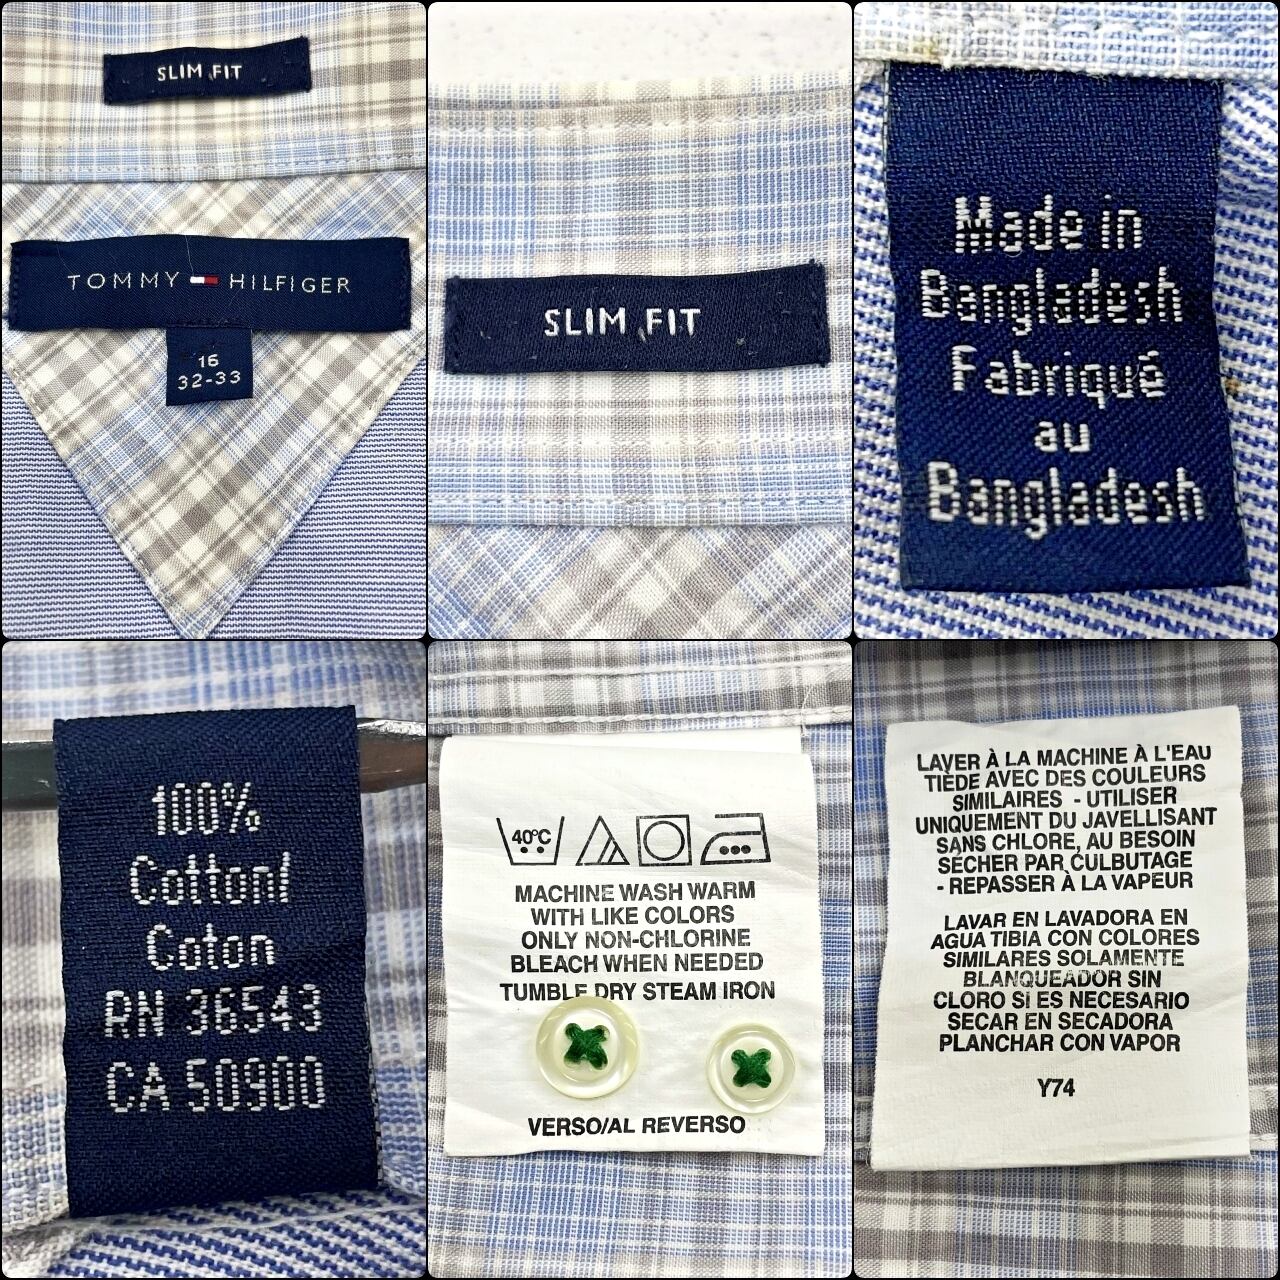 SLIM FIT
TOMMY HILFIGER
16
32-33
SLIM FIT
Made in
Bangladesh
Fabriqué
au
Bangladesh
100%
Cotton/
Coton
RN 36543
CA 50900
40°C
MACHINE WASH WARM
WITH LIKE COLORS
ONLY NON-CHLORINE
BLEACH WHEN NEEDED
TUMBLE DRY STEAM IRON
VERSO/AL REVERSO
LAVER À LA MACHINE À L'EAU
TIÈDE AVEC DES COULEURS
SIMILAIRES - UTILISER
UNIQUEMENT DU JAVELLISANT
SANS CHLORE, AU BESOIN
SÉCHER PAR CULBUTAGE
- REPASSER À LA VAPEUR
LAVAR EN LAVADORA EN
AGUA TIBIA CON COLORES
SIMILARES SOLAMENTE
BLANQUEADOR SIN
CLORO SI ES NECESARIO
SECAR EN SECADORA
PLANCHAR CON VAPOR
Y74